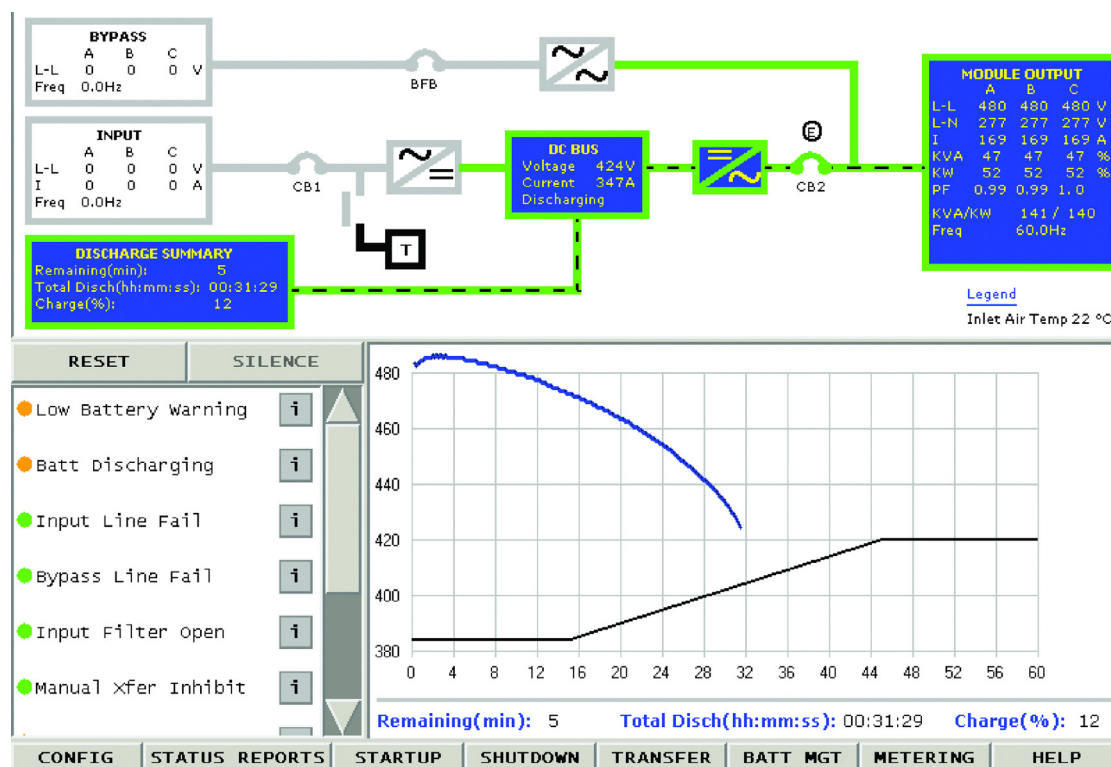 BYPASS
A B C
L-L 0 0 0 V
Freq 0.0Hz
BFB
INPUT
A B C
L-L 0 0 0 V
I 0 0 0 A
Freq 0.0Hz
CB1
T
DC BUS
Voltage 424V
Current 347A
Discharging
E
CB2
MODULE OUTPUT
A B C
L-L 480 480 480 V
L-N 277 277 277 V
I 169 169 169 A
KVA 47 47 47 %
KW 52 52 52 %
PF 0.99 0.99 1.0
KVA/KW 141 / 140
Freq 60.0Hz
DISCHARGE SUMMARY
Remaining(min): 5
Total Disch(hh:mm:ss): 00:31:29
Charge(%): 12
Legend
Inlet Air Temp 22 ºC
RESET SILENCE
Low Battery Warning i
Batt Discharging i
Input Line Fail i
Bypass Line Fail i
Input Filter Open i
Manual Xfer Inhibit i
480
460
440
420
400
380
0 4 8 12 16 20 24 28 32 36 40 44 48 52 56 60
Remaining(min): 5 Total Disch(hh:mm:ss): 00:31:29 Charge(%): 12
CONFIG STATUS REPORTS STARTUP SHUTDOWN TRANSFER BATT MGT METERING HELP